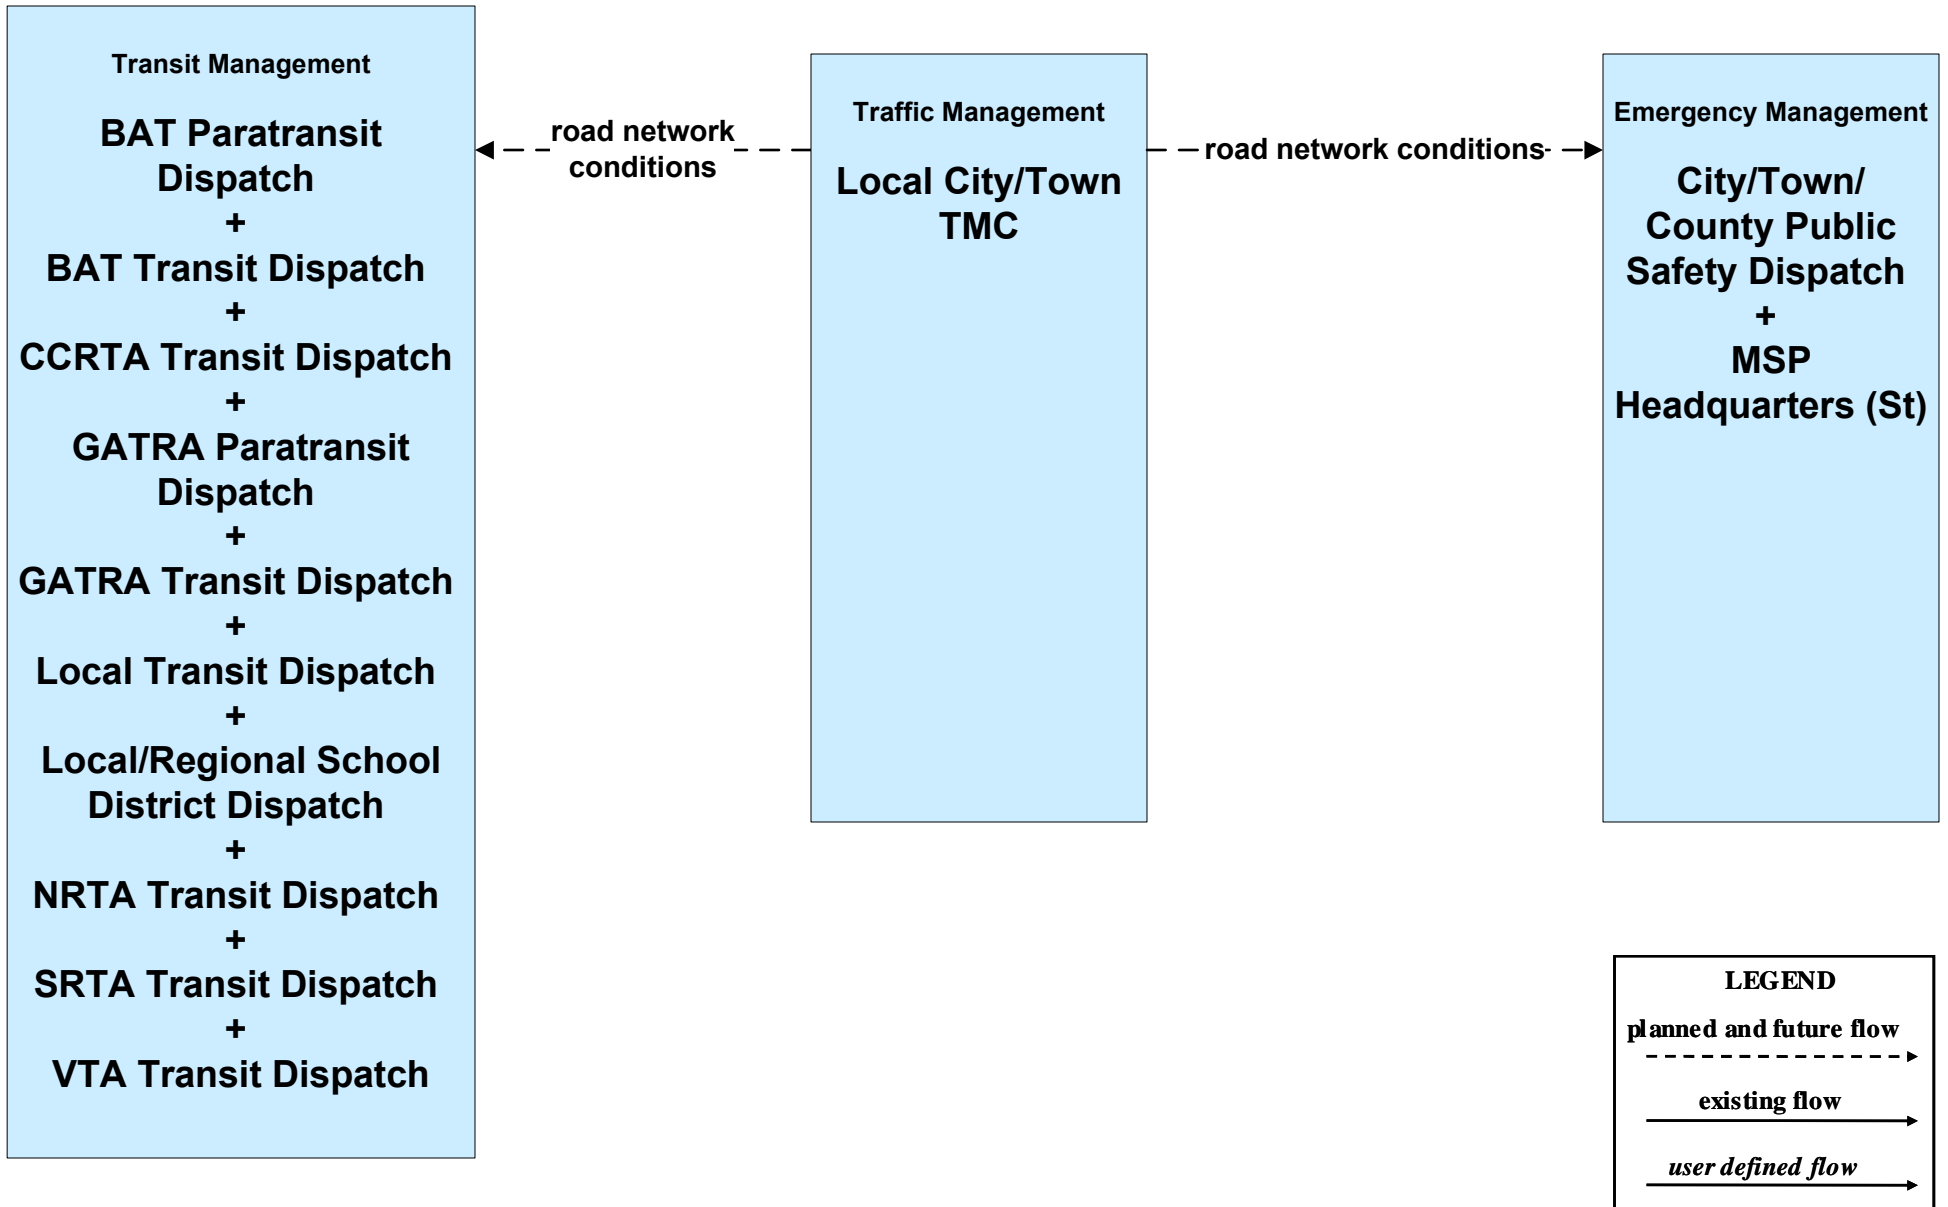 Transit Management
BAT Paratransit
Dispatch
+
BAT Transit Dispatch
+
CCRTA Transit Dispatch
+
GATRA Paratransit
Dispatch
+
GATRA Transit Dispatch
+
Local Transit Dispatch
+
Local/Regional School
District Dispatch
+
NRTA Transit Dispatch
+
SRTA Transit Dispatch
+
VTA Transit Dispatch
road network
conditions
Traffic Management
Local City/Town
TMC
road network conditions
Emergency Management
City/Town/
County Public
Safety Dispatch
+
MSP
Headquarters (St)
LEGEND
planned and future flow
existing flow
user defined flow